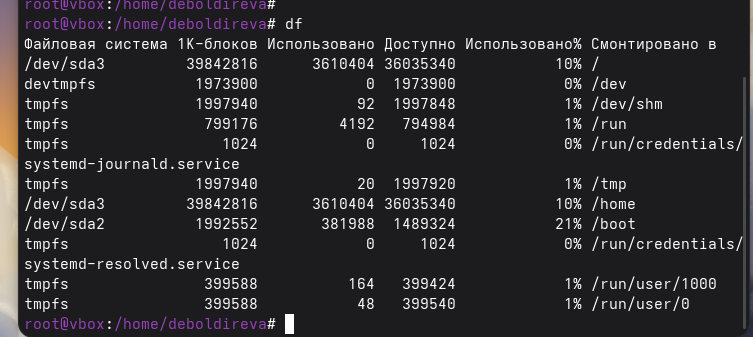 root@vbox:/home/deboldireva#
root@vbox:/home/deboldireva# df
Файловая система 1K-блоков Использовано Доступно Использовано% Смонтировано в
/dev/sda3 39842816 3610404 36035340 10% /
devtmpfs 1973900 0 1973900 0% /dev
tmpfs 1997940 92 1997848 1% /dev/shm
tmpfs 799176 4192 794984 1% /run
tmpfs 1024 0 1024 0% /run/credentials/
systemd-journald.service
tmpfs 1997940 20 1997920 1% /tmp
/dev/sda3 39842816 3610404 36035340 10% /home
/dev/sda2 1992552 381988 1489324 21% /boot
tmpfs 1024 0 1024 0% /run/credentials/
systemd-resolved.service
tmpfs 399588 164 399424 1% /run/user/1000
tmpfs 399588 48 399540 1% /run/user/0
root@vbox:/home/deboldireva#